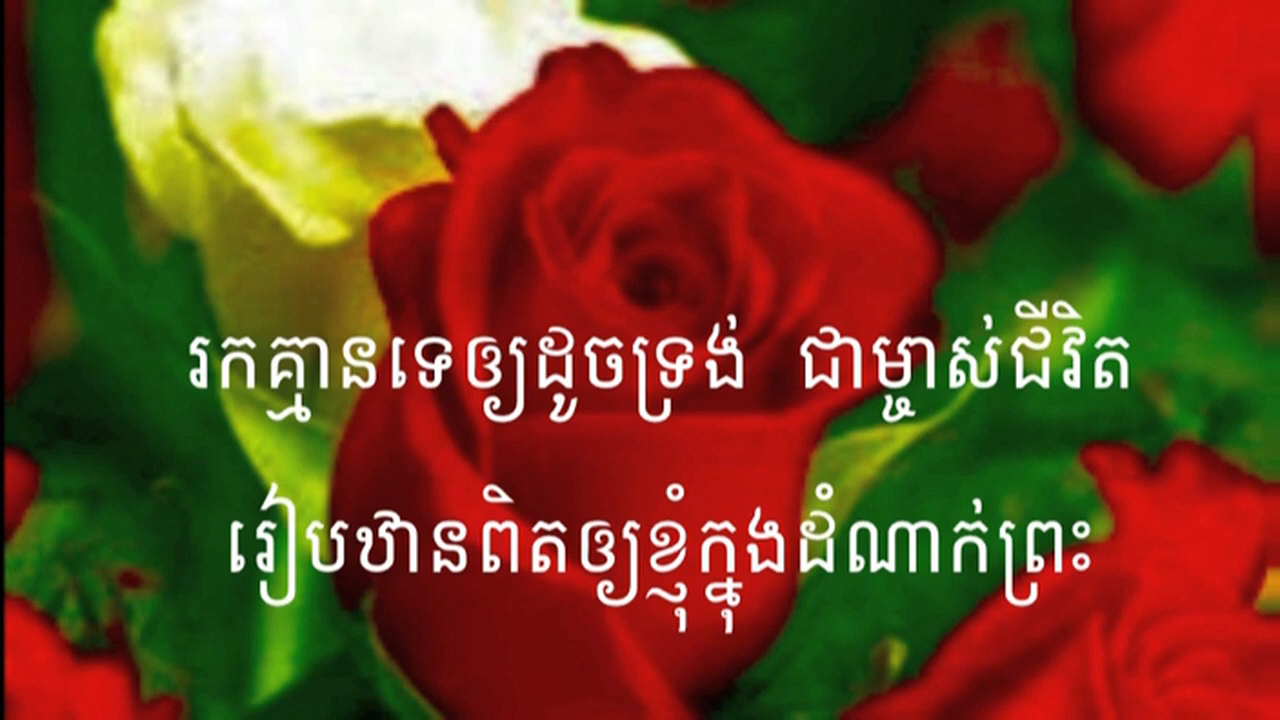 រកគ្មានទេឲ្យដូចទ្រង់ ជាម្ចាស់ជីវិត
រៀបឋានពិតឲ្យខ្ញុំក្នុងដំណាក់ព្រះ